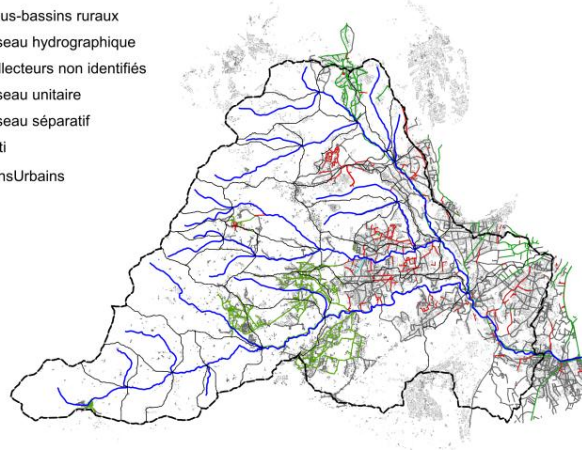 us-bassins ruraux
seau hydrographique
llecteurs non identifiés
seau unitaire
seau séparatif
ti
nsUrbains